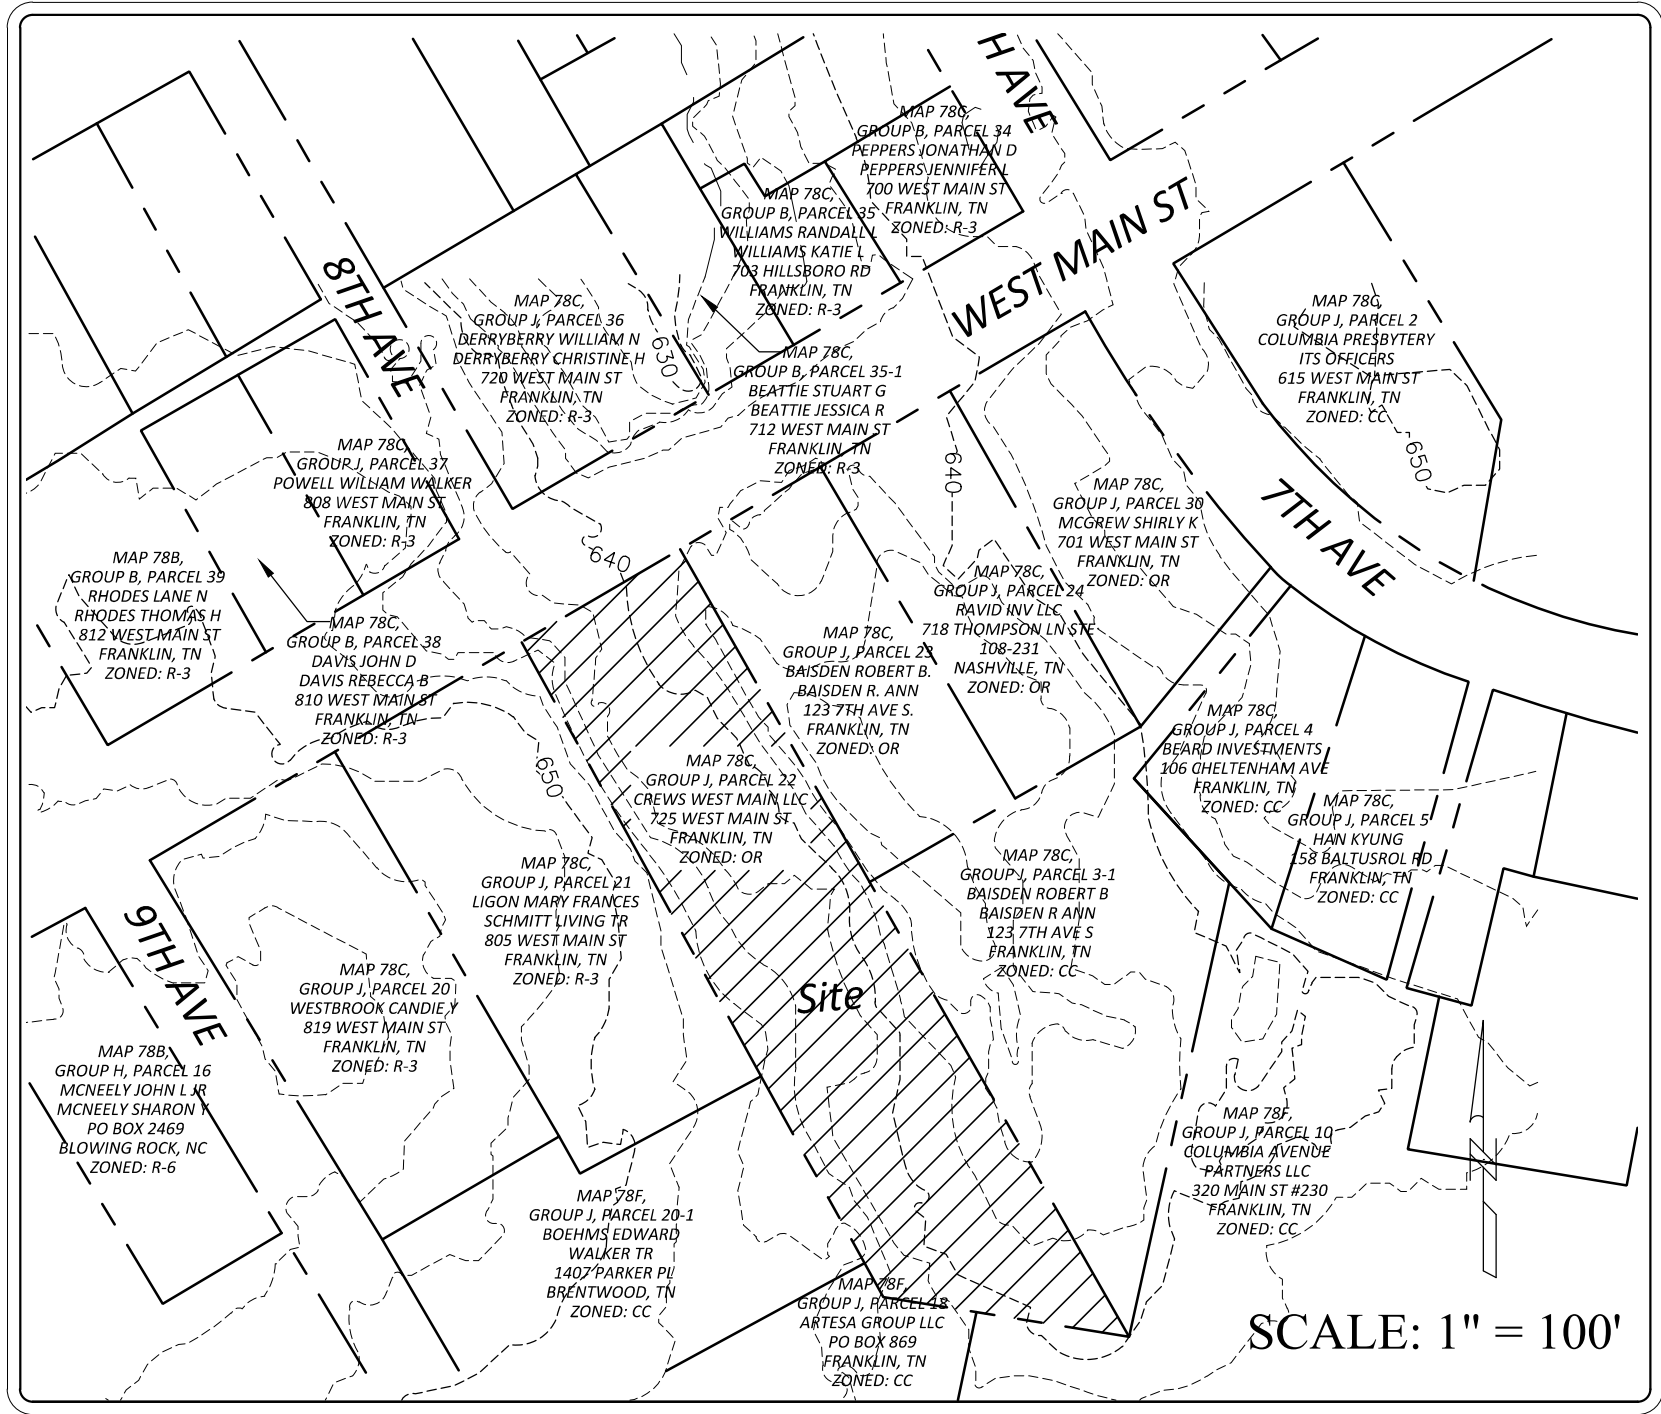 H AVE
MAP 78C,
GROUP B, PARCEL 34
PEPPERS JONATHAN D
PEPPERS JENNIFER L
700 WEST MAIN ST
FRANKLIN, TN
ZONED: R-3
MAP 78C,
GROUP B, PARCEL 35
WILLIAMS RANDALL L
WILLIAMS KATIE L
703 HILLSBORO RD
FRANKLIN, TN
ZONED: R-3
WEST MAIN ST
8TH AVE
MAP 78C,
GROUP J, PARCEL 36
DERRYBERRY WILLIAM N
DERRYBERRY CHRISTINE H
720 WEST MAIN ST
FRANKLIN, TN
ZONED: R-3
630
MAP 78C,
GROUP B, PARCEL 35-1
BEATTIE STUART G
BEATTIE JESSICA R
712 WEST MAIN ST
FRANKLIN, TN
ZONED: R-3
MAP 78C,
GROUP J, PARCEL 2
COLUMBIA PRESBYTERY
ITS OFFICERS
615 WEST MAIN ST
FRANKLIN, TN
ZONED: CC
650
MAP 78C,
GROUP J, PARCEL 37
POWELL WILLIAM WALKER
808 WEST MAIN ST
FRANKLIN, TN
ZONED: R-3
640
MAP 78C,
GROUP J, PARCEL 30
MCGREW SHIRLY K
701 WEST MAIN ST
FRANKLIN, TN
ZONED: OR
7TH AVE
640
MAP 78B,
GROUP B, PARCEL 39
RHODES LANE N
RHODES THOMAS H
812 WEST MAIN ST
FRANKLIN, TN
ZONED: R-3
MAP 78C,
GROUP B, PARCEL 38
DAVIS JOHN D
DAVIS REBECCA B
810 WEST MAIN ST
FRANKLIN, TN
ZONED: R-3
MAP 78C,
GROUP J, PARCEL 24
RAVID INV LLC
718 THOMPSON LN STE
108-231
NASHVILLE, TN
ZONED: OR
MAP 78C,
GROUP J, PARCEL 23
BAISDEN ROBERT B.
BAISDEN R. ANN
123 7TH AVE S.
FRANKLIN, TN
ZONED: OR
650
MAP 78C,
GROUP J, PARCEL 22
CREWS WEST MAIN LLC
725 WEST MAIN ST
FRANKLIN, TN
ZONED: OR
MAP 78C,
GROUP J, PARCEL 4
BEARD INVESTMENTS
106 CHELTENHAM AVE
FRANKLIN, TN
ZONED: CC
MAP 78C,
GROUP J, PARCEL 5
HAN KYUNG
158 BALTUSROL RD
FRANKLIN, TN
ZONED: CC
MAP 78C,
GROUP J, PARCEL 21
LIGON MARY FRANCES
SCHMITT LIVING TR
805 WEST MAIN ST
FRANKLIN, TN
ZONED: R-3
MAP 78C,
GROUP J, PARCEL 3-1
BAISDEN ROBERT B
BAISDEN R ANN
123 7TH AVE S
FRANKLIN, TN
ZONED: CC
9TH AVE
MAP 78C,
GROUP J, PARCEL 20
WESTBROOK CANDIE Y
819 WEST MAIN ST
FRANKLIN, TN
ZONED: R-3
Site
MAP 78B,
GROUP H, PARCEL 16
MCNEELY JOHN L JR
MCNEELY SHARON Y
PO BOX 2469
BLOWING ROCK, NC
ZONED: R-6
MAP 78F,
GROUP J, PARCEL 10
COLUMBIA AVENUE
PARTNERS LLC
320 MAIN ST #230
FRANKLIN, TN
ZONED: CC
N
MAP 78F,
GROUP J, PARCEL 20-1
BOEHMS EDWARD
WALKER TR
1407 PARKER PL
BRENTWOOD, TN
ZONED: CC
MAP 78F,
GROUP J, PARCEL 18
ARTESA GROUP LLC
PO BOX 869
FRANKLIN, TN
ZONED: CC
SCALE: 1" = 100'